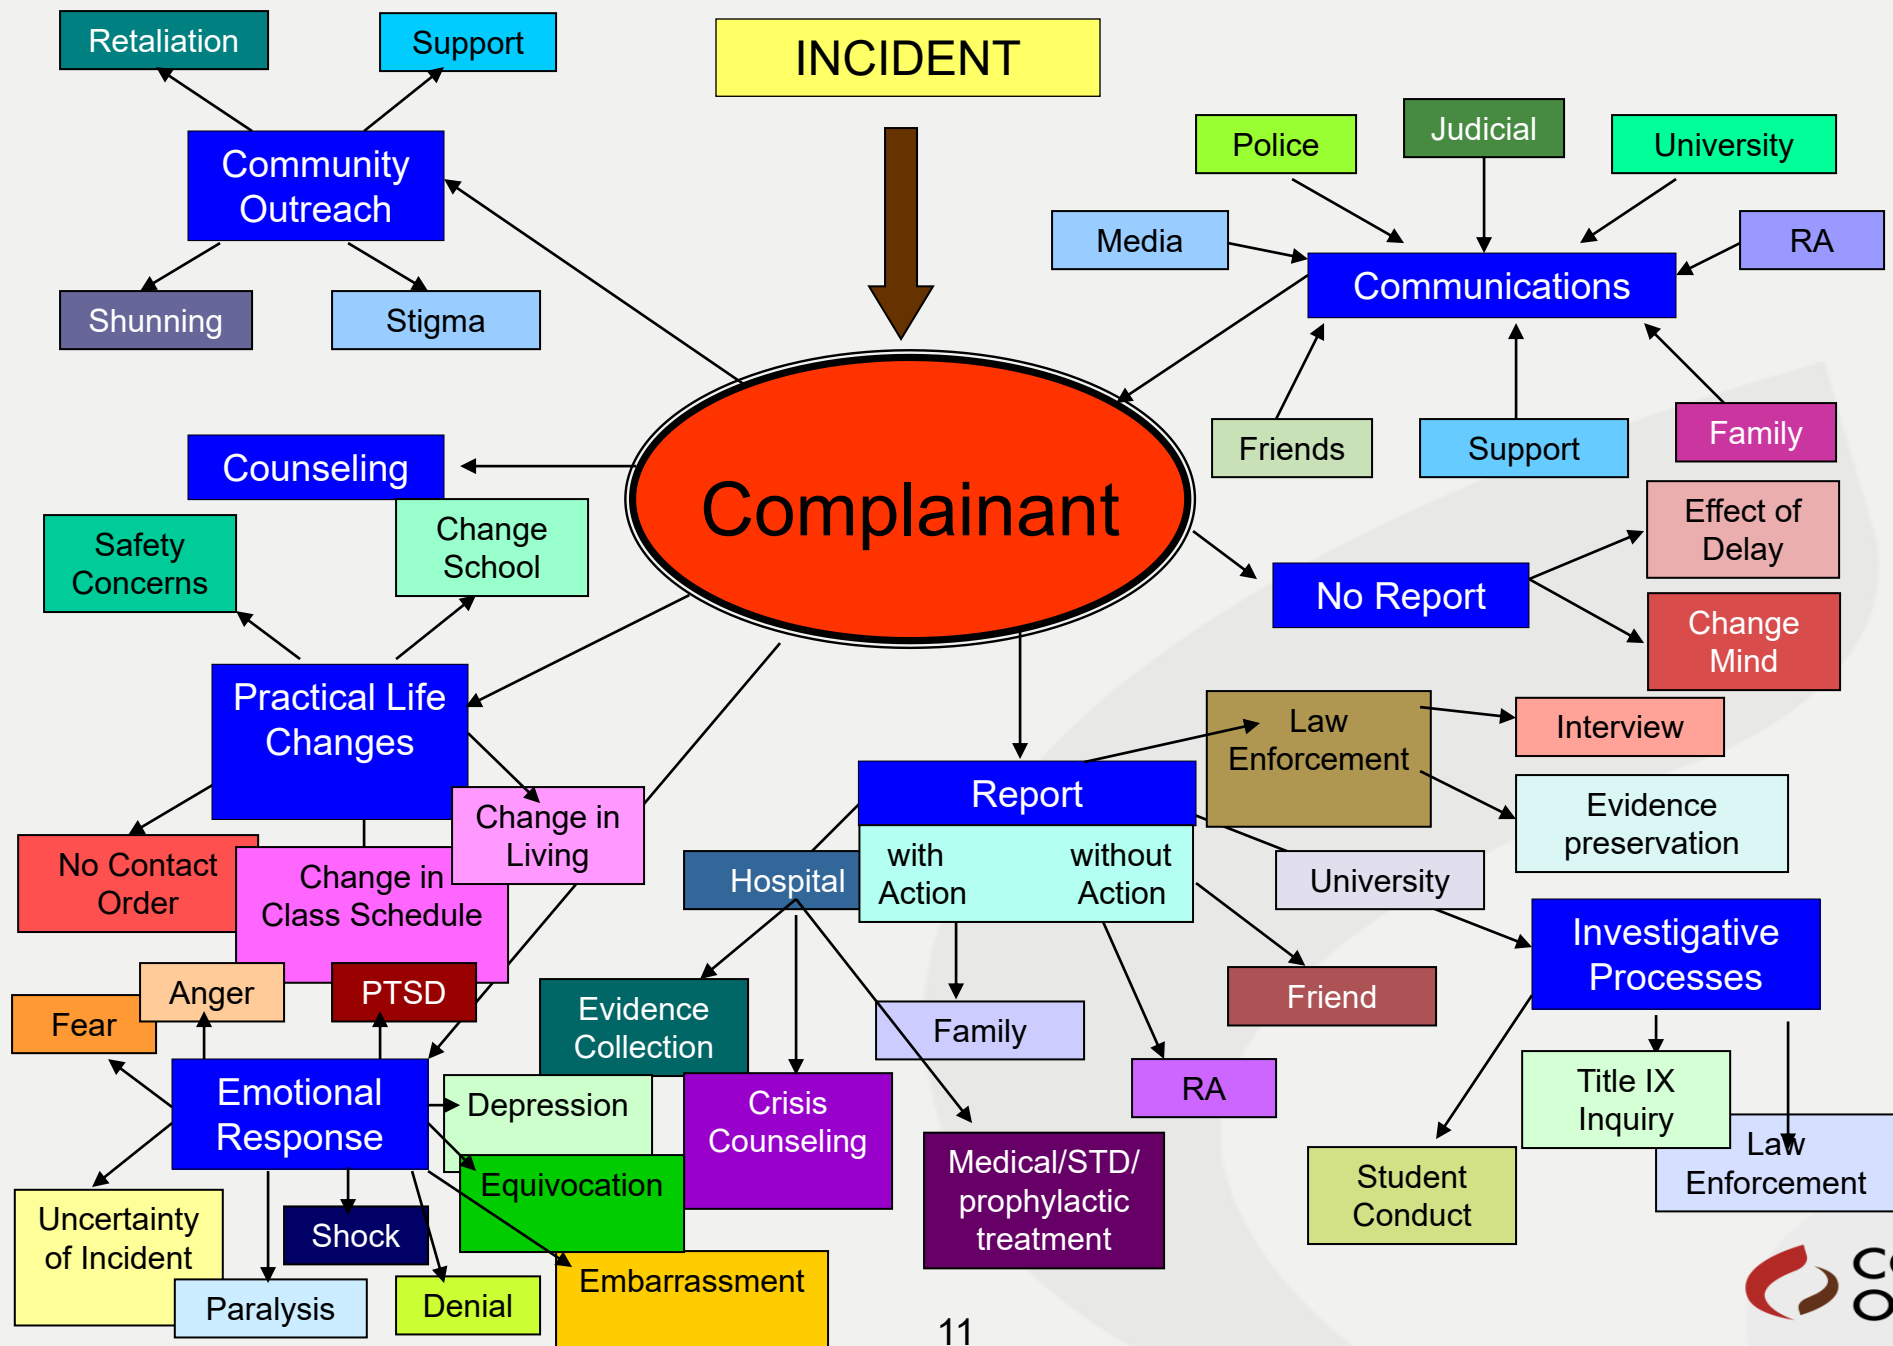 INCIDENT
Retaliation
Support
Community
Outreach
Shunning
Stigma
Police
Judicial
University
Media
RA
Communications
Friends
Support
Family
Complainant
Counseling
Change
School
Safety
Concerns
Practical Life
Changes
No Contact
Order
Change in
Class Schedule
Change in
Living
No Report
Effect of
Delay
Change
Mind
Report
with
Action
without
Action
Law
Enforcement
Interview
Evidence
preservation
Hospital
University
Evidence
Collection
Crisis
Counseling
Medical/STD/
prophylactic
treatment
Family
RA
Friend
Investigative
Processes
Student
Conduct
Title IX
Inquiry
Law
Enforcement
Fear
Anger
PTSD
Emotional
Response
Depression
Equivocation
Embarrassment
Denial
Shock
Paralysis
Uncertainty
of Incident
11